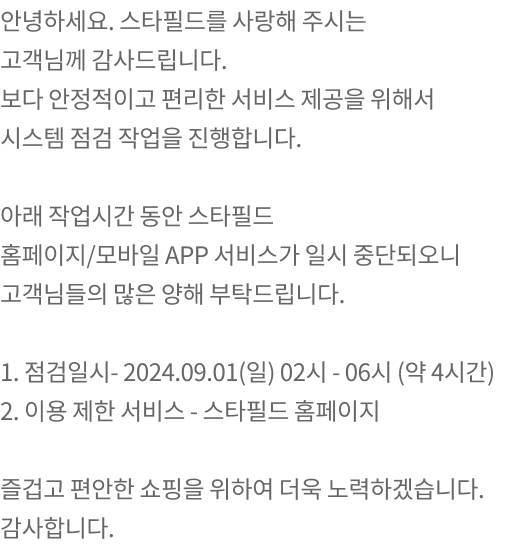 안녕하세요. 스타필드를 사랑해 주시는
고객님께 감사드립니다.
보다 안정적이고 편리한 서비스 제공을 위해서
시스템 점검 작업을 진행합니다.
아래 작업시간 동안 스타필드
홈페이지/모바일 APP 서비스가 일시 중단되오니
고객님들의 많은 양해 부탁드립니다.
1. 점검일시- 2024.09.01(일) 02시 - 06시 (약 4시간)
2. 이용 제한 서비스 - 스타필드 홈페이지
즐겁고 편안한 쇼핑을 위하여 더욱 노력하겠습니다.
감사합니다.